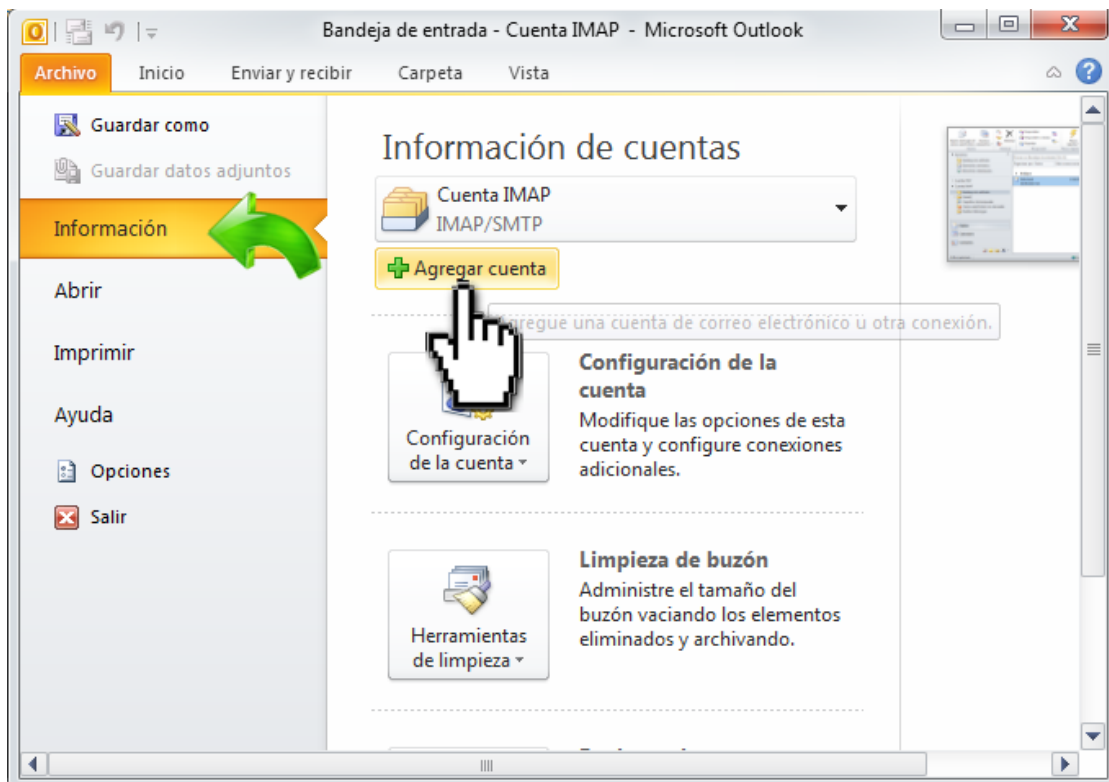 Bandeja de entrada - Cuenta IMAP - Microsoft Outlook
Archivo Inicio Enviar y recibir Carpeta Vista
Guardar como
Guardar datos adjuntos
Información
Abrir
Imprimir
Ayuda
Opciones
Salir
Información de cuentas
Cuenta IMAP
IMAP/SMTP
Agregar cuenta
una cuenta de correo electrónico u otra conexión.
Configuración
de la cuenta
Configuración de la
cuenta
Modifique las opciones de esta
cuenta y configure conexiones
adicionales.
Herramientas
de limpieza
Limpieza de buzón
Administre el tamaño del
buzón vaciando los elementos
eliminados y archivando.